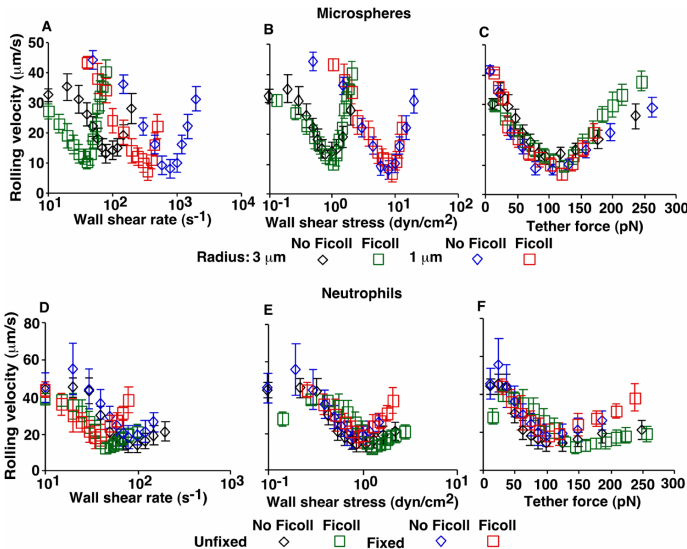 Microspheres
A
B
C
Rolling velocity (μm/s)
50
40
30
20
10
0
10¹ 10² 10³ 10⁴
Wall shear rate (s⁻¹)
10⁻¹ 10⁰ 10¹ 10²
Wall shear stress (dyn/cm²)
0 50 100 150 200 250 300
Tether force (pN)
No Ficoll Ficoll No Ficoll Ficoll
Radius: 3 μm 1 μm
Neutrophils
D
E
F
Rolling velocity (μm/s)
80
60
40
20
0
10¹ 10² 10³
Wall shear rate (s⁻¹)
10⁻¹ 10⁰ 10¹
Wall shear stress (dyn/cm²)
0 50 100 150 200 250 300
Tether force (pN)
No Ficoll Ficoll No Ficoll Ficoll
Unfixed Fixed